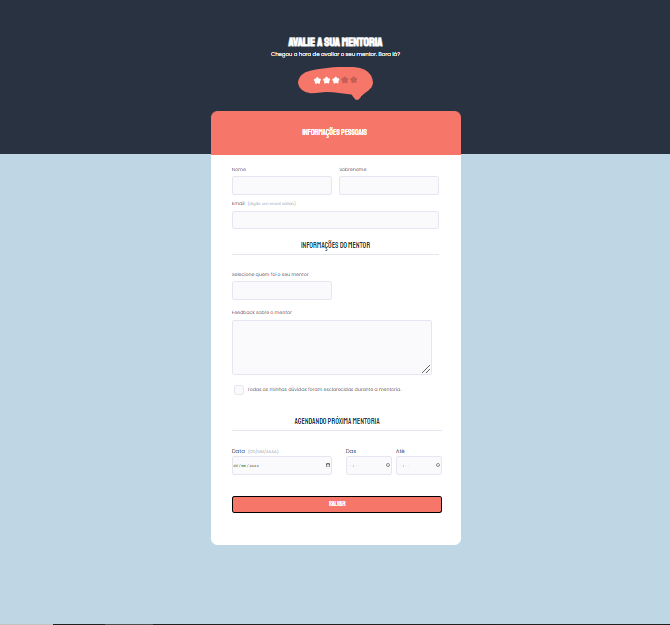 AVALIE A SUA MENTORIA
Chegou a hora de avaliar o seu mentor. Bora lá?
INFORMAÇÕES PESSOAIS
Nome Sobrenome
Email (digite um email válido)
INFORMAÇÕES DO MENTOR
Selecione quem foi o seu mentor
Feedback sobre o mentor
Todas as minhas dúvidas foram esclarecidas durante a mentoria.
AGENDANDO PRÓXIMA MENTORIA
Data (DD/MM/AAAA) Das Até
dd/mm/aaaa --:-- --:--
SALVAR